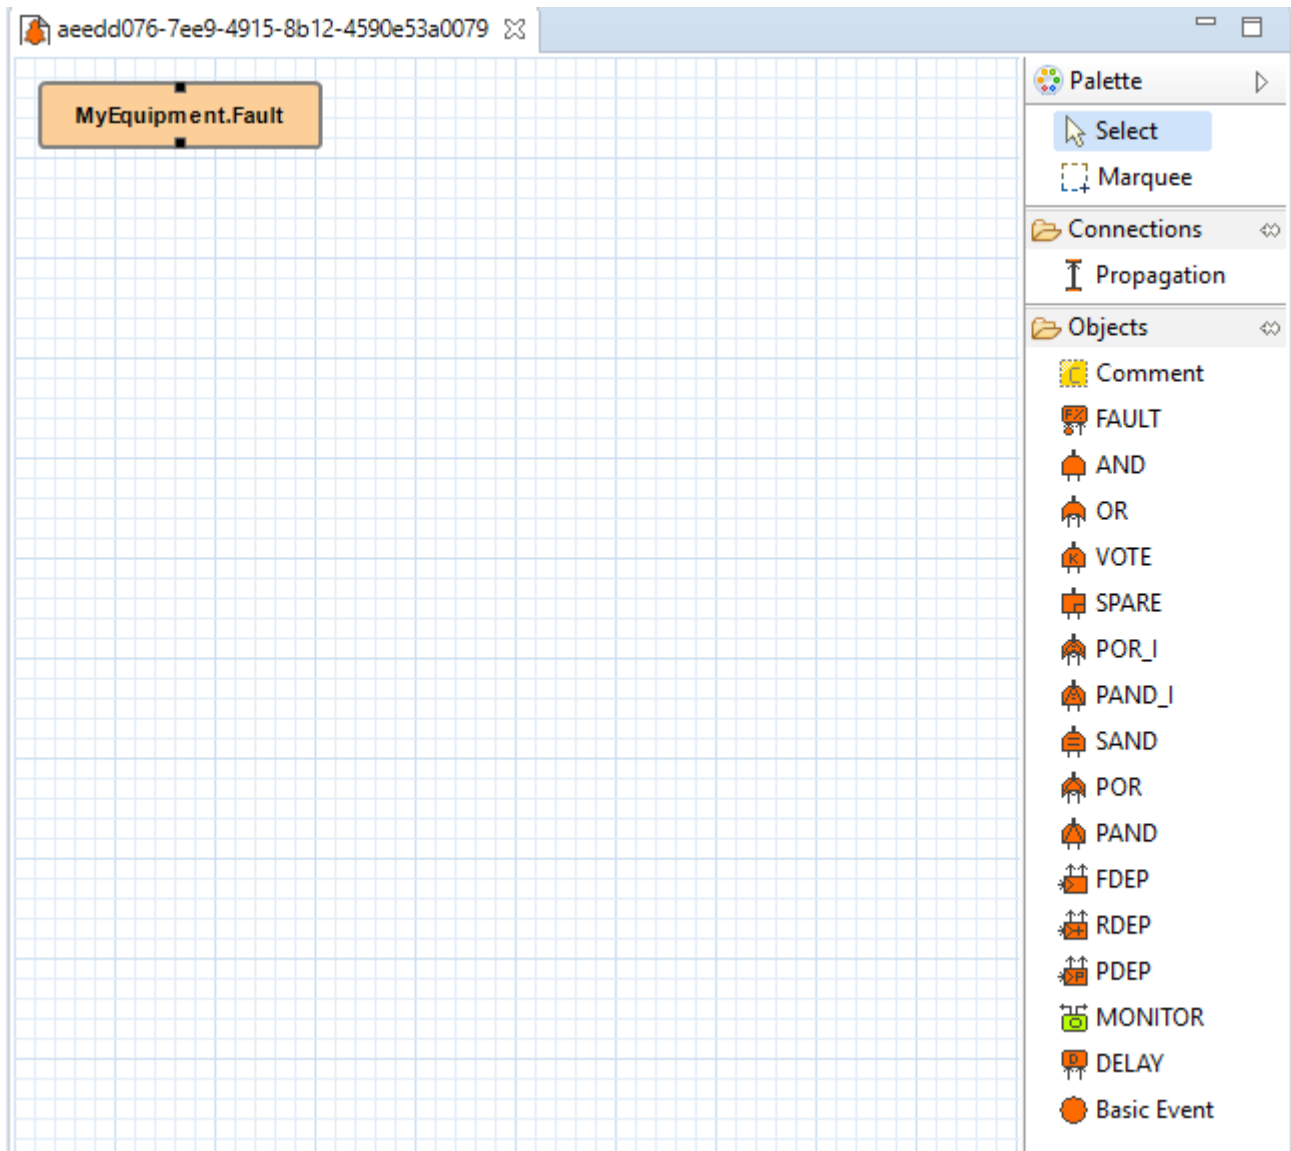 aeedd076-7ee9-4915-8b12-4590e53a0079
MyEquipment.Fault
Palette
Select
Marquee
Connections
Propagation
Objects
Comment
FAULT
AND
OR
VOTE
SPARE
POR_I
PAND_I
SAND
POR
PAND
FDEP
RDEP
PDEP
MONITOR
DELAY
Basic Event